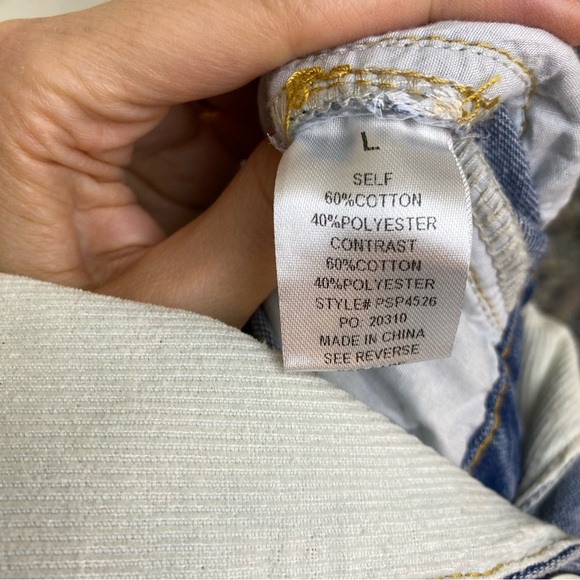 L
SELF
60%COTTON
40%POLYESTER
CONTRAST
60%COTTON
40%POLYESTER
STYLE# PSP4526
PO: 20310
MADE IN CHINA
SEE REVERSE